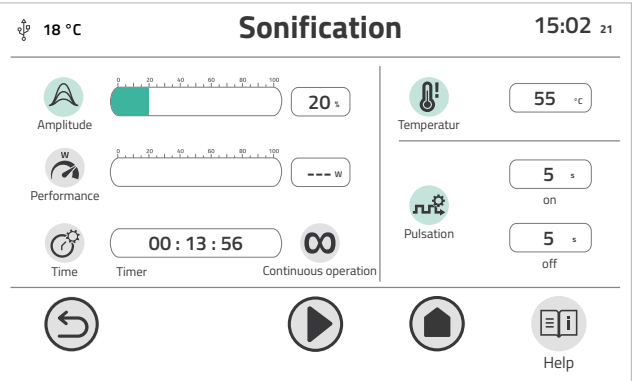 18 °C Sonification 15:02 21
0 20 40 60 80 100
20 %
Amplitude
W
0 20 40 60 80 100
--- W
Performance
00 : 13 : 56
Time Timer Continuous operation
55 °C
Temperatur
5 s
on
Pulsation
5 s
off
i
Help